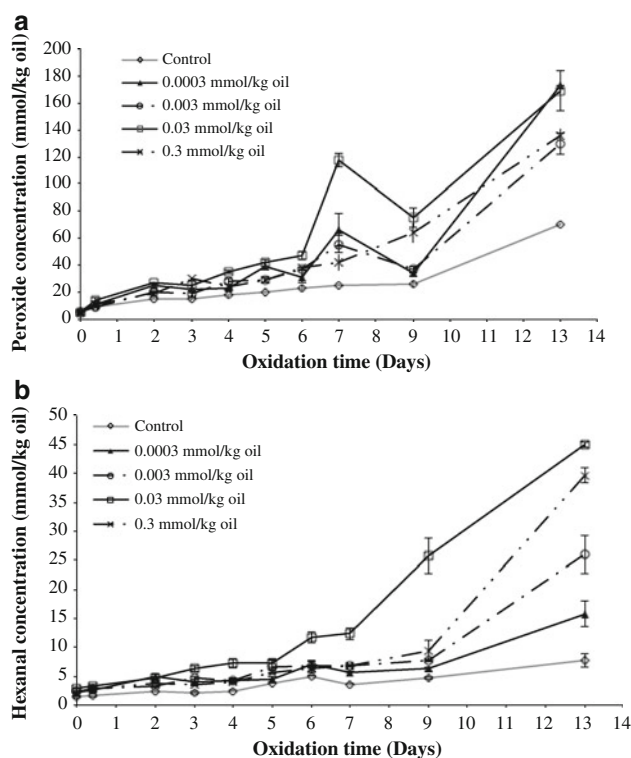 a
Peroxide concentration (mmol/kg oil)
200
180
160
140
120
100
80
60
40
20
0
Control
0.0003 mmol/kg oil
0.003 mmol/kg oil
0.03 mmol/kg oil
0.3 mmol/kg oil
0 1 2 3 4 5 6 7 8 9 10 11 12 13 14
Oxidation time (Days)
b
Hexanal concentration (mmol/kg oil)
50
45
40
35
30
25
20
15
10
5
0
Control
0.0003 mmol/kg oil
0.003 mmol/kg oil
0.03 mmol/kg oil
0.3 mmol/kg oil
0 1 2 3 4 5 6 7 8 9 10 11 12 13 14
Oxidation time (Days)